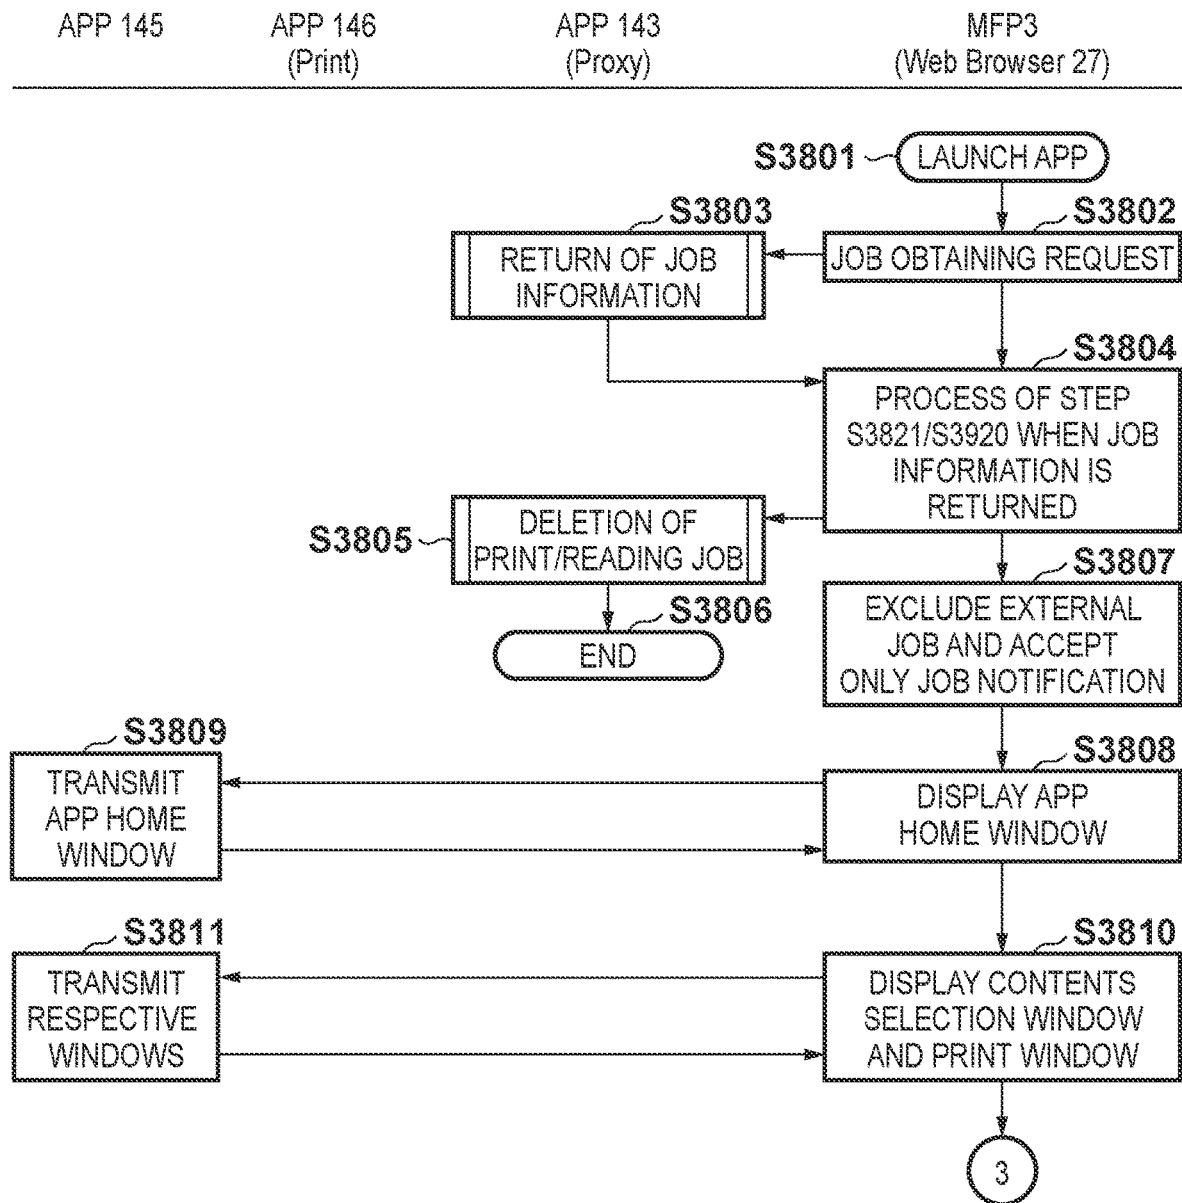 APP 145
APP 146
(Print)
APP 143
(Proxy)
MFP3
(Web Browser 27)
S3801
LAUNCH APP
S3803
S3802
RETURN OF JOB
INFORMATION
JOB OBTAINING REQUEST
S3804
PROCESS OF STEP
S3821/S3920 WHEN JOB
INFORMATION IS
RETURNED
S3805
DELETION OF
PRINT/READING JOB
S3806
END
S3807
EXCLUDE EXTERNAL
JOB AND ACCEPT
ONLY JOB NOTIFICATION
S3809
TRANSMIT
APP HOME
WINDOW
S3808
DISPLAY APP
HOME WINDOW
S3811
TRANSMIT
RESPECTIVE
WINDOWS
S3810
DISPLAY CONTENTS
SELECTION WINDOW
AND PRINT WINDOW
3